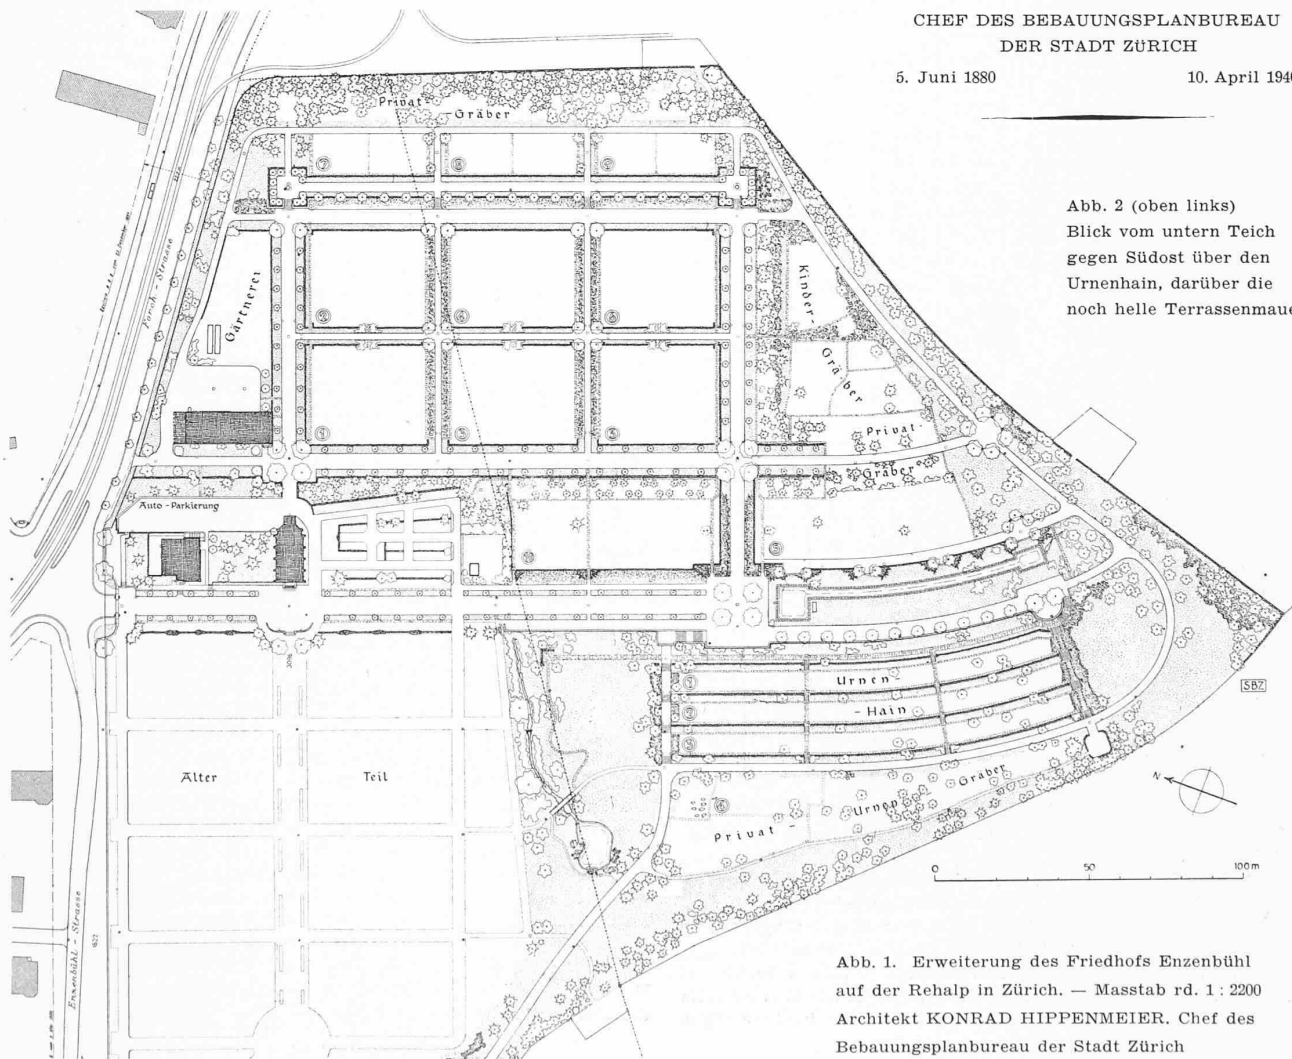 CHEF DES BEBAUUNGSPLANBUREAU
DER STADT ZÜRICH
5. Juni 1880 10. April 1940
Abb. 2 (oben links)
Blick vom untern Teich
gegen Südost über den
Urnenhain, darüber die
noch helle Terrassenmaue
Privat-
-Gräber
Forch-Strasse
Gärtnerei
Kinder-
Gräber
Privat-
Gräber
Auto-Parkierung
Urnen-
-Hain
SBZ
Alter Teil
Privat- Urnen Gräber
N
0 50 100m
Enzenbühl-Strasse
Abb. 1. Erweiterung des Friedhofs Enzenbühl
auf der Rehalp in Zürich. — Masstab rd. 1 : 2200
Architekt KONRAD HIPPENMEIER. Chef des
Bebauungsplanbureau der Stadt Zürich